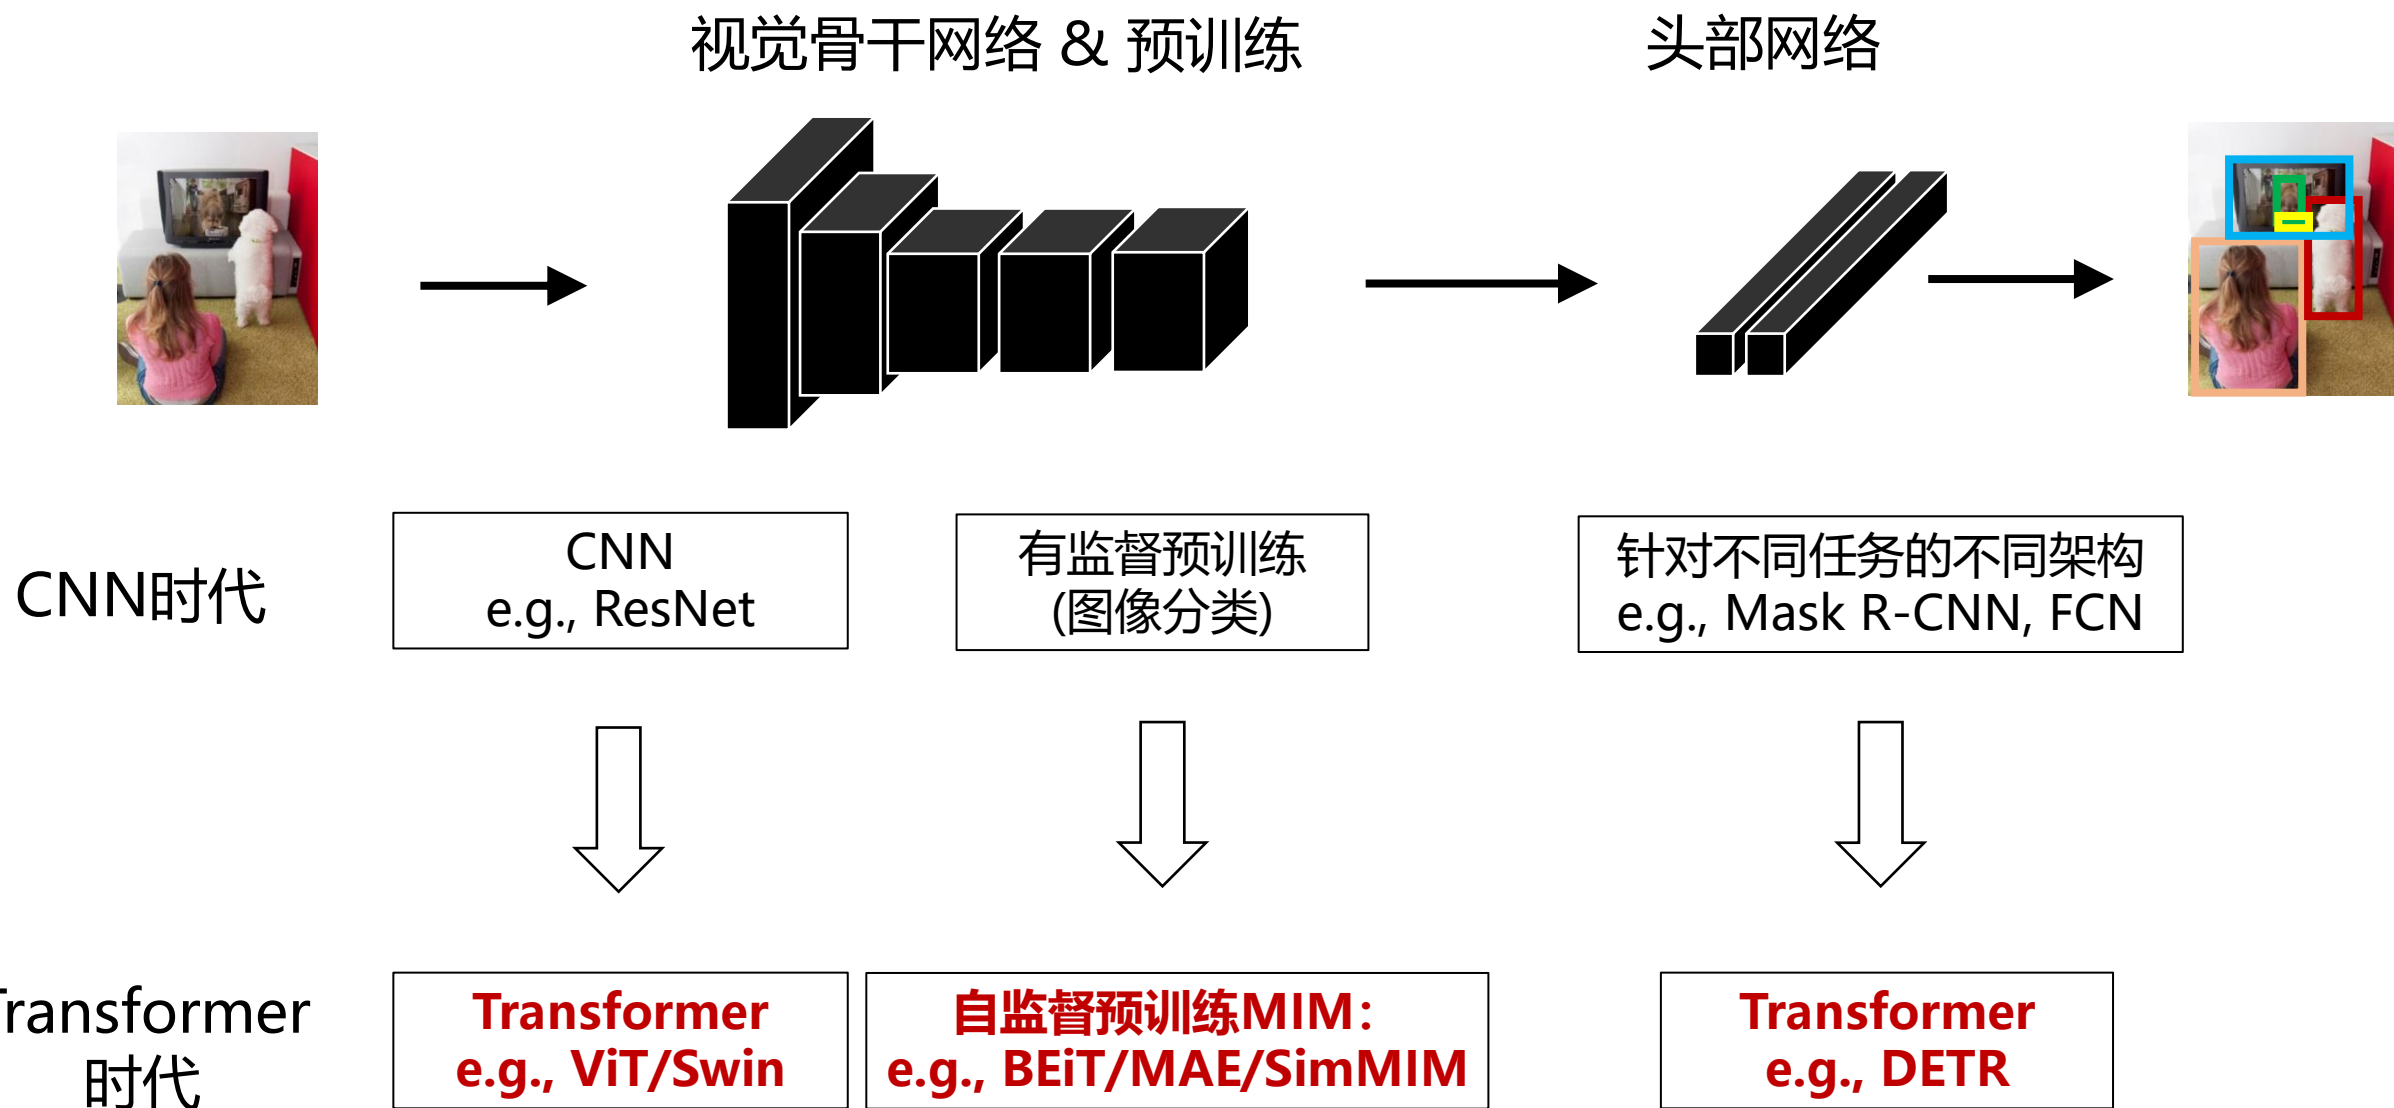 视觉骨干网络 & 预训练
头部网络
CNN时代
CNN
e.g., ResNet
有监督预训练
(图像分类)
针对不同任务的不同架构
e.g., Mask R-CNN, FCN
Transformer
时代
Transformer
e.g., ViT/Swin
自监督预训练MIM：
e.g., BEiT/MAE/SimMIM
Transformer
e.g., DETR